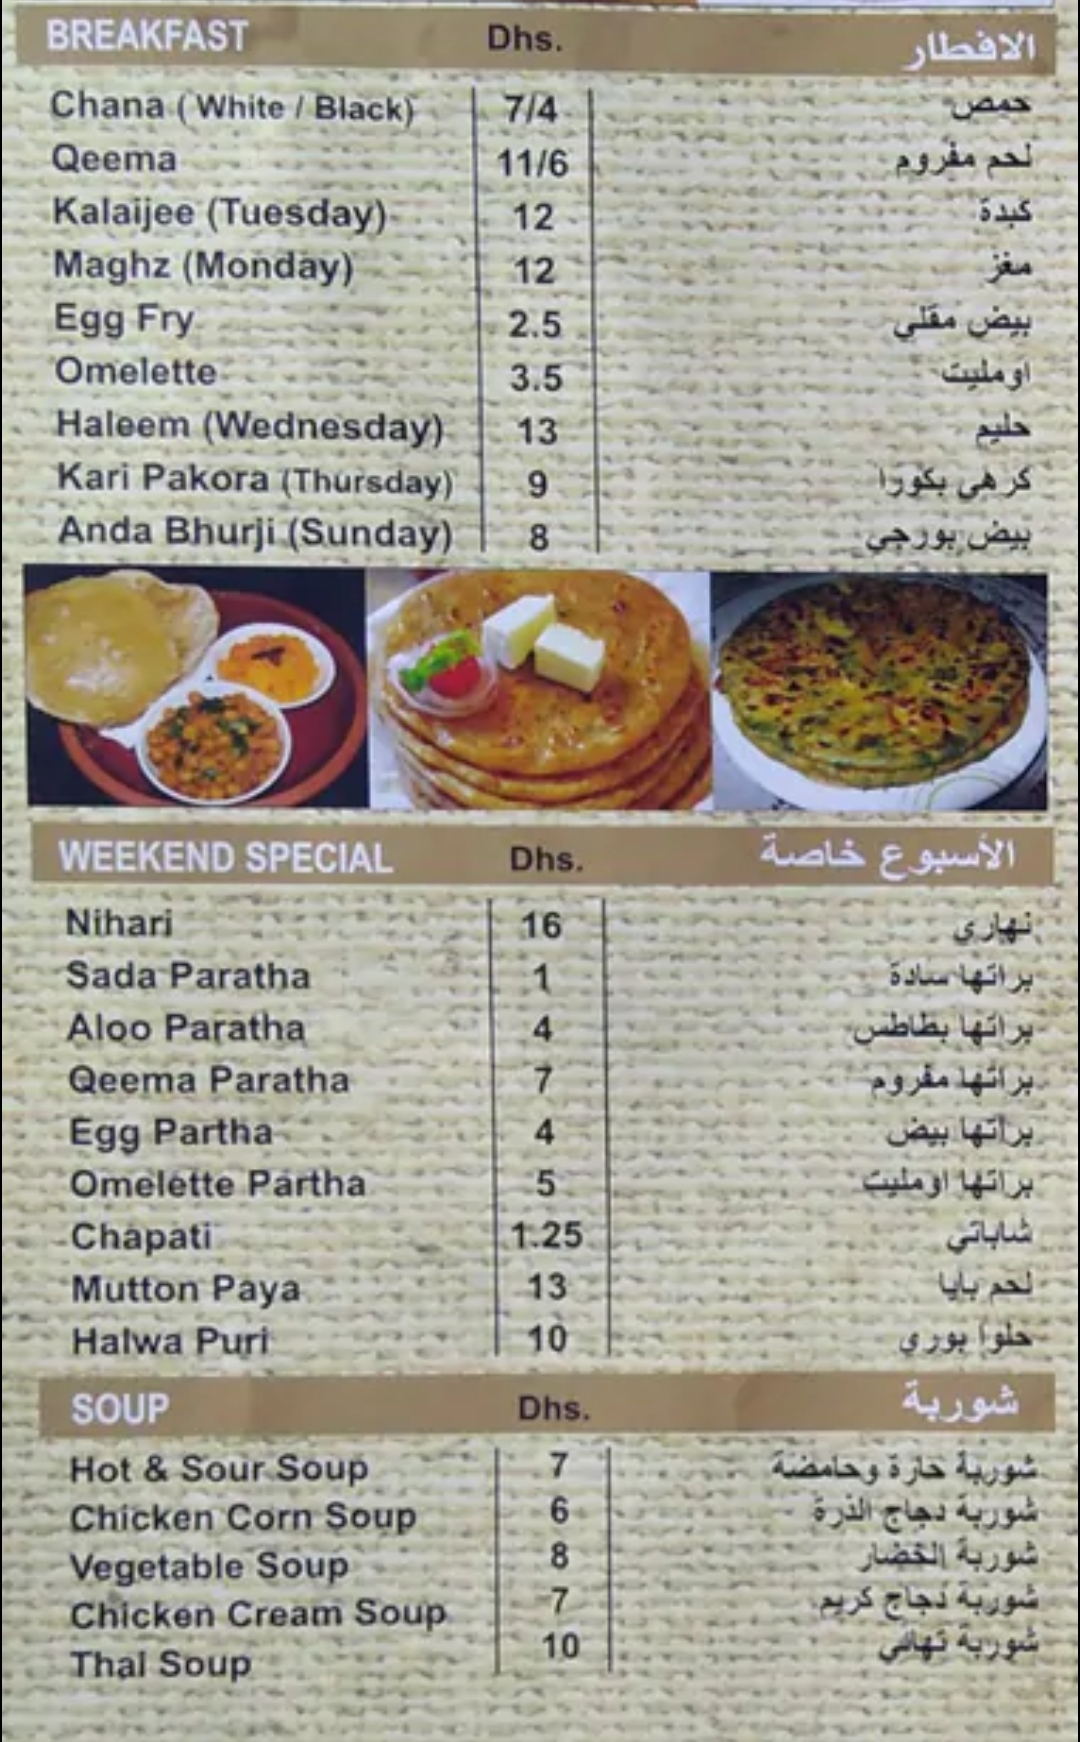 BREAKFAST Dhs. الافطار
Chana ( White / Black) 7/4 حمص
Qeema 11/6 لحم مفروم
Kalaijee (Tuesday) 12 كبدة
Maghz (Monday) 12 مغز
Egg Fry 2.5 بيض مقلي
Omelette 3.5 اومليت
Haleem (Wednesday) 13 حليم
Kari Pakora (Thursday) 9 كرهي بكورا
Anda Bhurji (Sunday) 8 بيض بورجي
WEEKEND SPECIAL Dhs. الأسبوع خاصة
Nihari 16 نهاري
Sada Paratha 1 براتها سادة
Aloo Paratha 4 براتها بطاطس
Qeema Paratha 7 براتها مفروم
Egg Partha 4 براتها بيض
Omelette Partha 5 براتها اومليت
Chapati 1.25 شاباتي
Mutton Paya 13 لحم بايا
Halwa Puri 10 حلوا بوري
SOUP Dhs. شوربة
Hot & Sour Soup 7 شوربة حارة وحامضة
Chicken Corn Soup 6 شوربة دجاج الذرة
Vegetable Soup 8 شوربة الخضار
Chicken Cream Soup 7 شوربة دجاج كريم
Thai Soup 10 شوربة تهائي